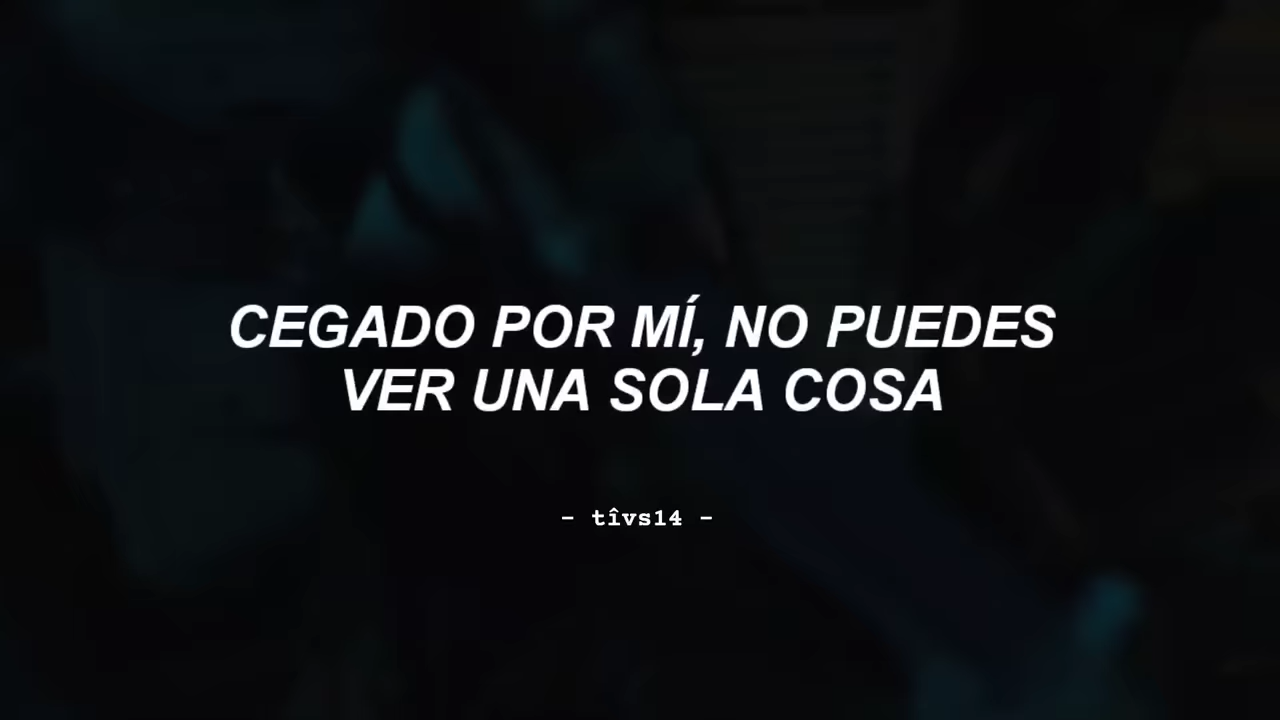 CEGADO POR MÍ, NO PUEDES
VER UNA SOLA COSA
- tîvs14 -